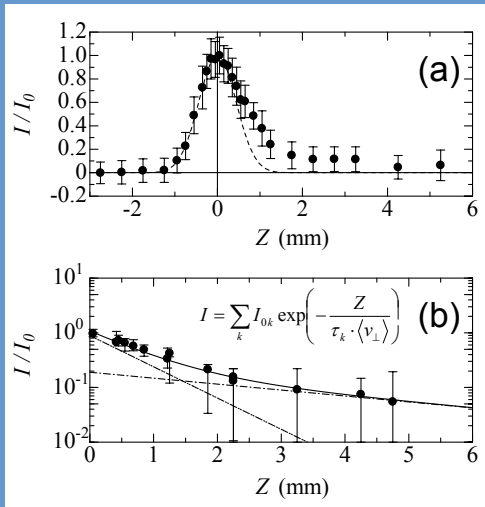 I/I₀
1.2
1.0
0.8
0.6
0.4
0.2
0
-0.2
(a)
-2 0 2 4 6
Z (mm)
I/I₀
10¹
10⁰
10⁻¹
10⁻²
I = ∑ₖ I₀ₖ exp(−Z / (τₖ · ⟨v⊥⟩))
(b)
0 1 2 3 4 5 6
Z (mm)